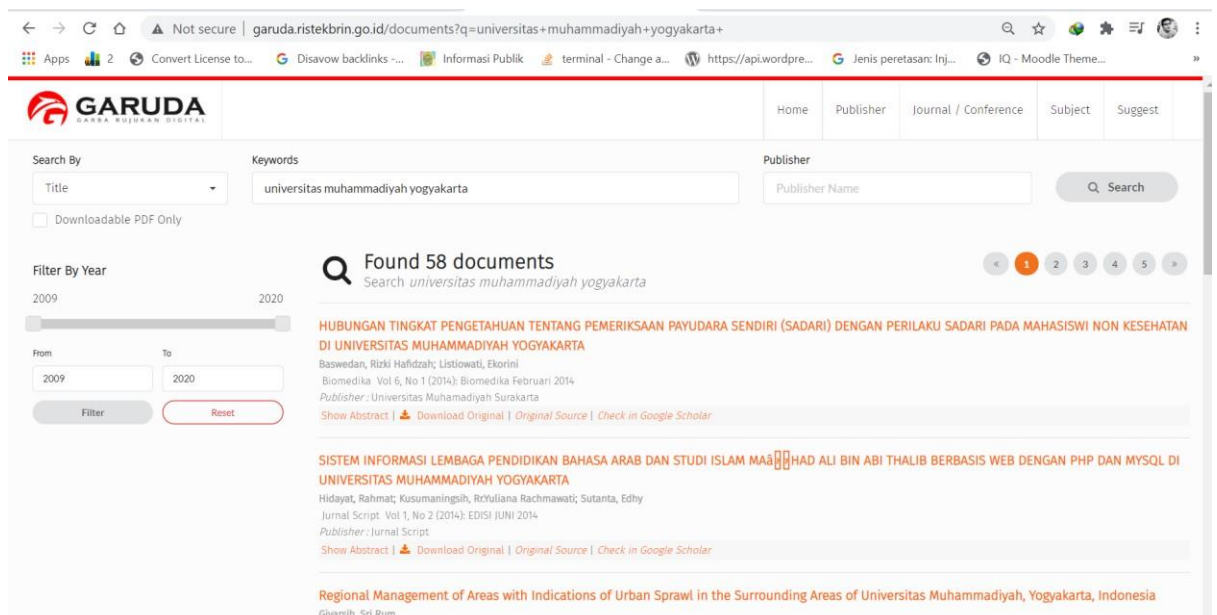 Not secure | garuda.ristekbrin.go.id/documents?q=universitas+muhammadiyah+yogyakarta+
Apps 2 Convert License to... Disavow backlinks -... Informasi Publik terminal - Change a... https://api.wordpre... Jenis peretasan: Inj... IQ - Moodle Theme... »
GARUDA
GARBA RUJUKAN DIGITAL
Home Publisher Journal / Conference Subject Suggest
Search By Keywords Publisher
Title universitas muhammadiyah yogyakarta Publisher Name Search
Downloadable PDF Only
Found 58 documents
Search universitas muhammadiyah yogyakarta
« 1 2 3 4 5 »
Filter By Year
2009 2020
From To
2009 2020
Filter Reset
HUBUNGAN TINGKAT PENGETAHUAN TENTANG PEMERIKSAAN PAYUDARA SENDIRI (SADARI) DENGAN PERILAKU SADARI PADA MAHASISWI NON KESEHATAN
DI UNIVERSITAS MUHAMMADIYAH YOGYAKARTA
Baswedan, Rizki Hafidzah; Listiowati, Ekorini
Biomedika Vol 6, No 1 (2014): Biomedika Februari 2014
Publisher : Universitas Muhamadiyah Surakarta
Show Abstract | Download Original | Original Source | Check in Google Scholar
SISTEM INFORMASI LEMBAGA PENDIDIKAN BAHASA ARAB DAN STUDI ISLAM MAâHAD ALI BIN ABI THALIB BERBASIS WEB DENGAN PHP DAN MYSQL DI
UNIVERSITAS MUHAMMADIYAH YOGYAKARTA
Hidayat, Rahmat; Kusumaningsih, Rr.Yuliana Rachmawati; Sutanta, Edhy
Jurnal Script Vol 1, No 2 (2014): EDISI JUNI 2014
Publisher : Jurnal Script
Show Abstract | Download Original | Original Source | Check in Google Scholar
Regional Management of Areas with Indications of Urban Sprawl in the Surrounding Areas of Universitas Muhammadiyah, Yogyakarta, Indonesia
Giyarsih, Sri Rum